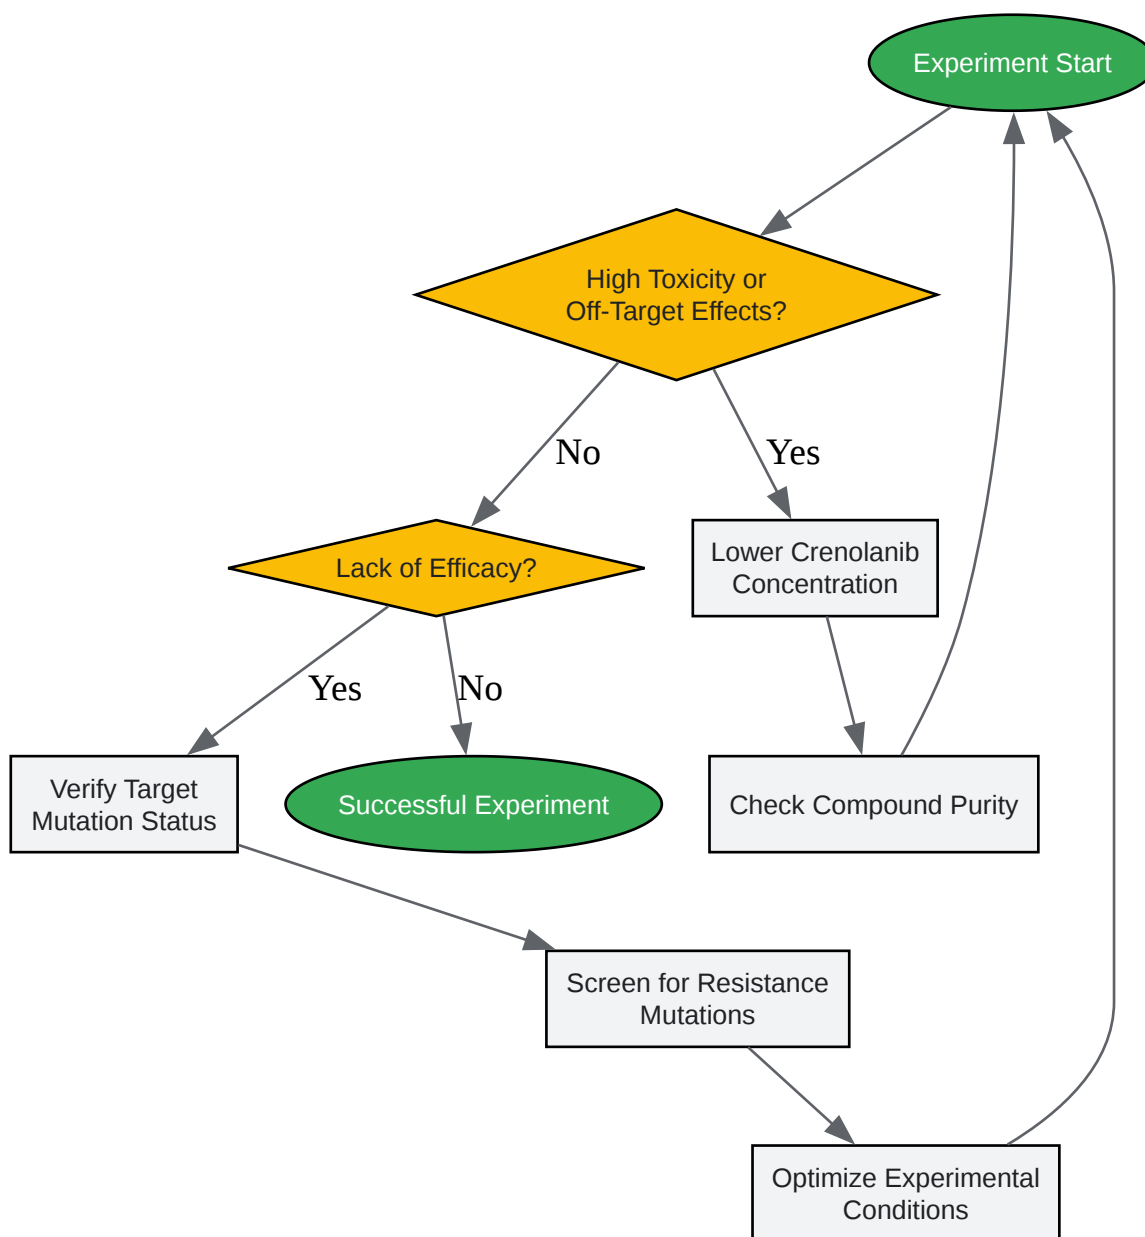 Experiment Start
High Toxicity or
Off-Target Effects?
No
Yes
Lack of Efficacy?
Lower Crenolanib
Concentration
Yes
No
Verify Target
Mutation Status
Successful Experiment
Check Compound Purity
Screen for Resistance
Mutations
Optimize Experimental
Conditions